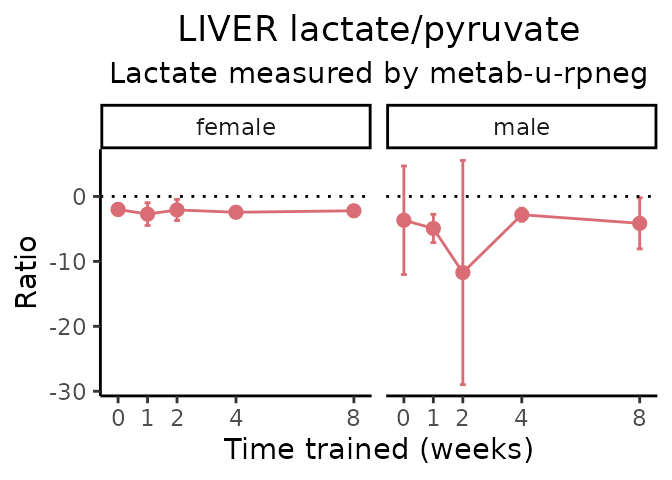 LIVER lactate/pyruvate
Lactate measured by metab-u-rpneg
female
male
Ratio
0
-10
-20
-30
0 1 2 4 8
0 1 2 4 8
Time trained (weeks)